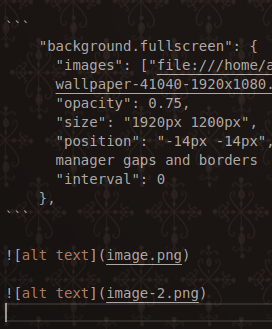 ```
"background.fullscreen": {
"images": ["file:///home/a
wallpaper-41040-1920x1080.
"opacity": 0.75,
"size": "1920px 1200px",
"position": "-14px -14px",
manager gaps and borders
"interval": 0
},
```
![alt text](image.png)
![alt text](image-2.png)